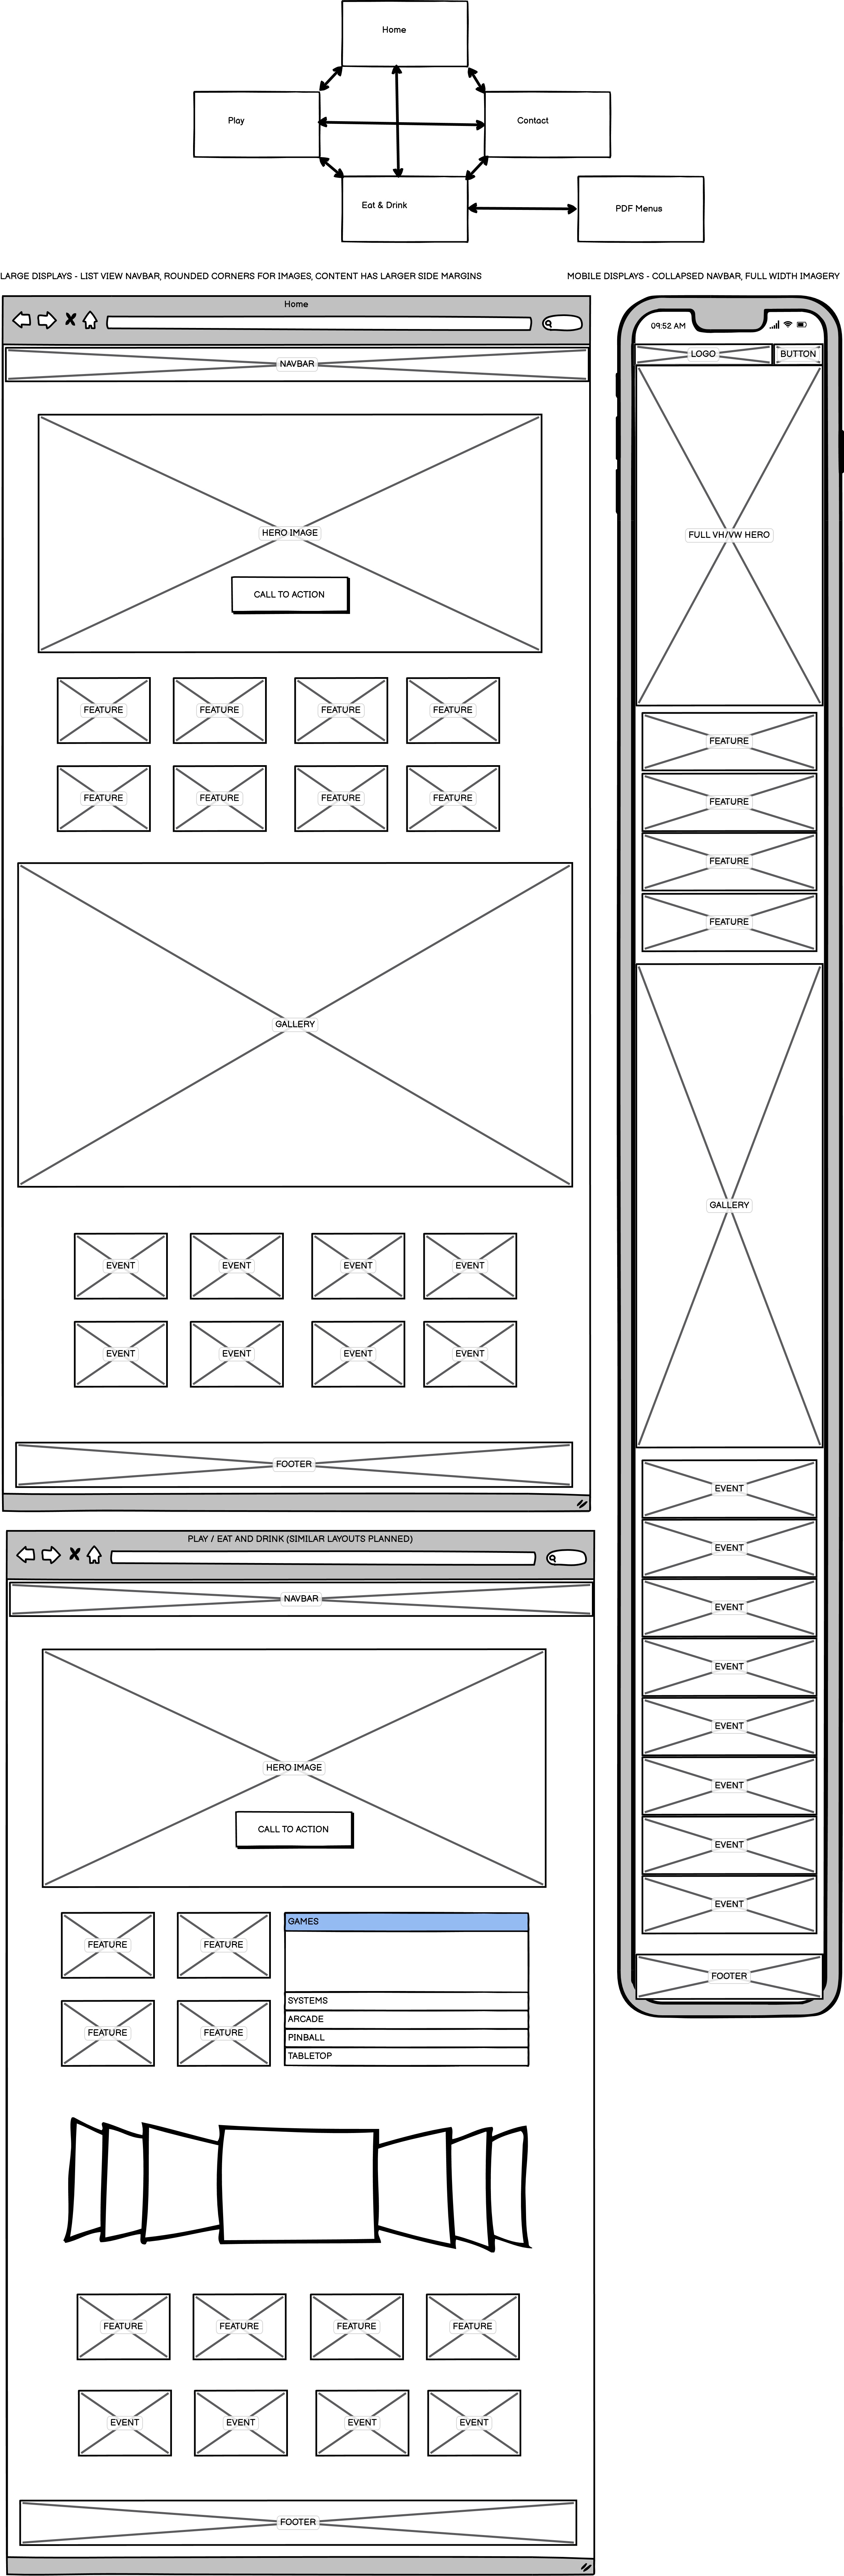 Home
Play
Contact
Eat & Drink
PDF Menus
LARGE DISPLAYS - LIST VIEW NAVBAR, ROUNDED CORNERS FOR IMAGES, CONTENT HAS LARGER SIDE MARGINS
Home
NAVBAR
HERO IMAGE
CALL TO ACTION
FEATURE FEATURE FEATURE FEATURE
FEATURE FEATURE FEATURE FEATURE
GALLERY
EVENT EVENT EVENT EVENT
EVENT EVENT EVENT EVENT
FOOTER
MOBILE DISPLAYS - COLLAPSED NAVBAR, FULL WIDTH IMAGERY
09:52 AM
LOGO BUTTON
FULL VH/VW HERO
FEATURE
FEATURE
FEATURE
FEATURE
GALLERY
EVENT
EVENT
EVENT
EVENT
EVENT
EVENT
EVENT
EVENT
FOOTER
PLAY / EAT AND DRINK (SIMILAR LAYOUTS PLANNED)
NAVBAR
HERO IMAGE
CALL TO ACTION
FEATURE FEATURE
FEATURE FEATURE
GAMES
SYSTEMS
ARCADE
PINBALL
TABLETOP
FEATURE FEATURE FEATURE FEATURE
EVENT EVENT EVENT EVENT
FOOTER